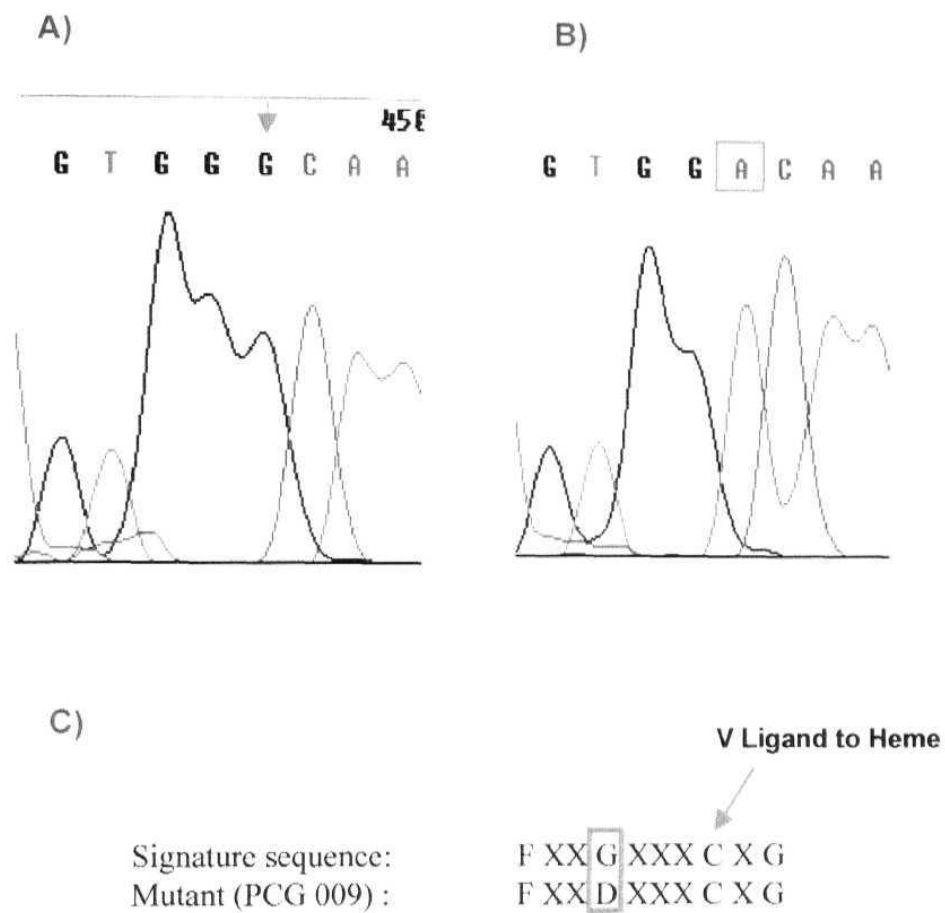 A)
B)
45
G T G G G C A A
G T G G A C A A
C)
V Ligand to Heme
Signature sequence: F XX G XXX C X G
Mutant (PCG 009) : F XX D XXX C X G